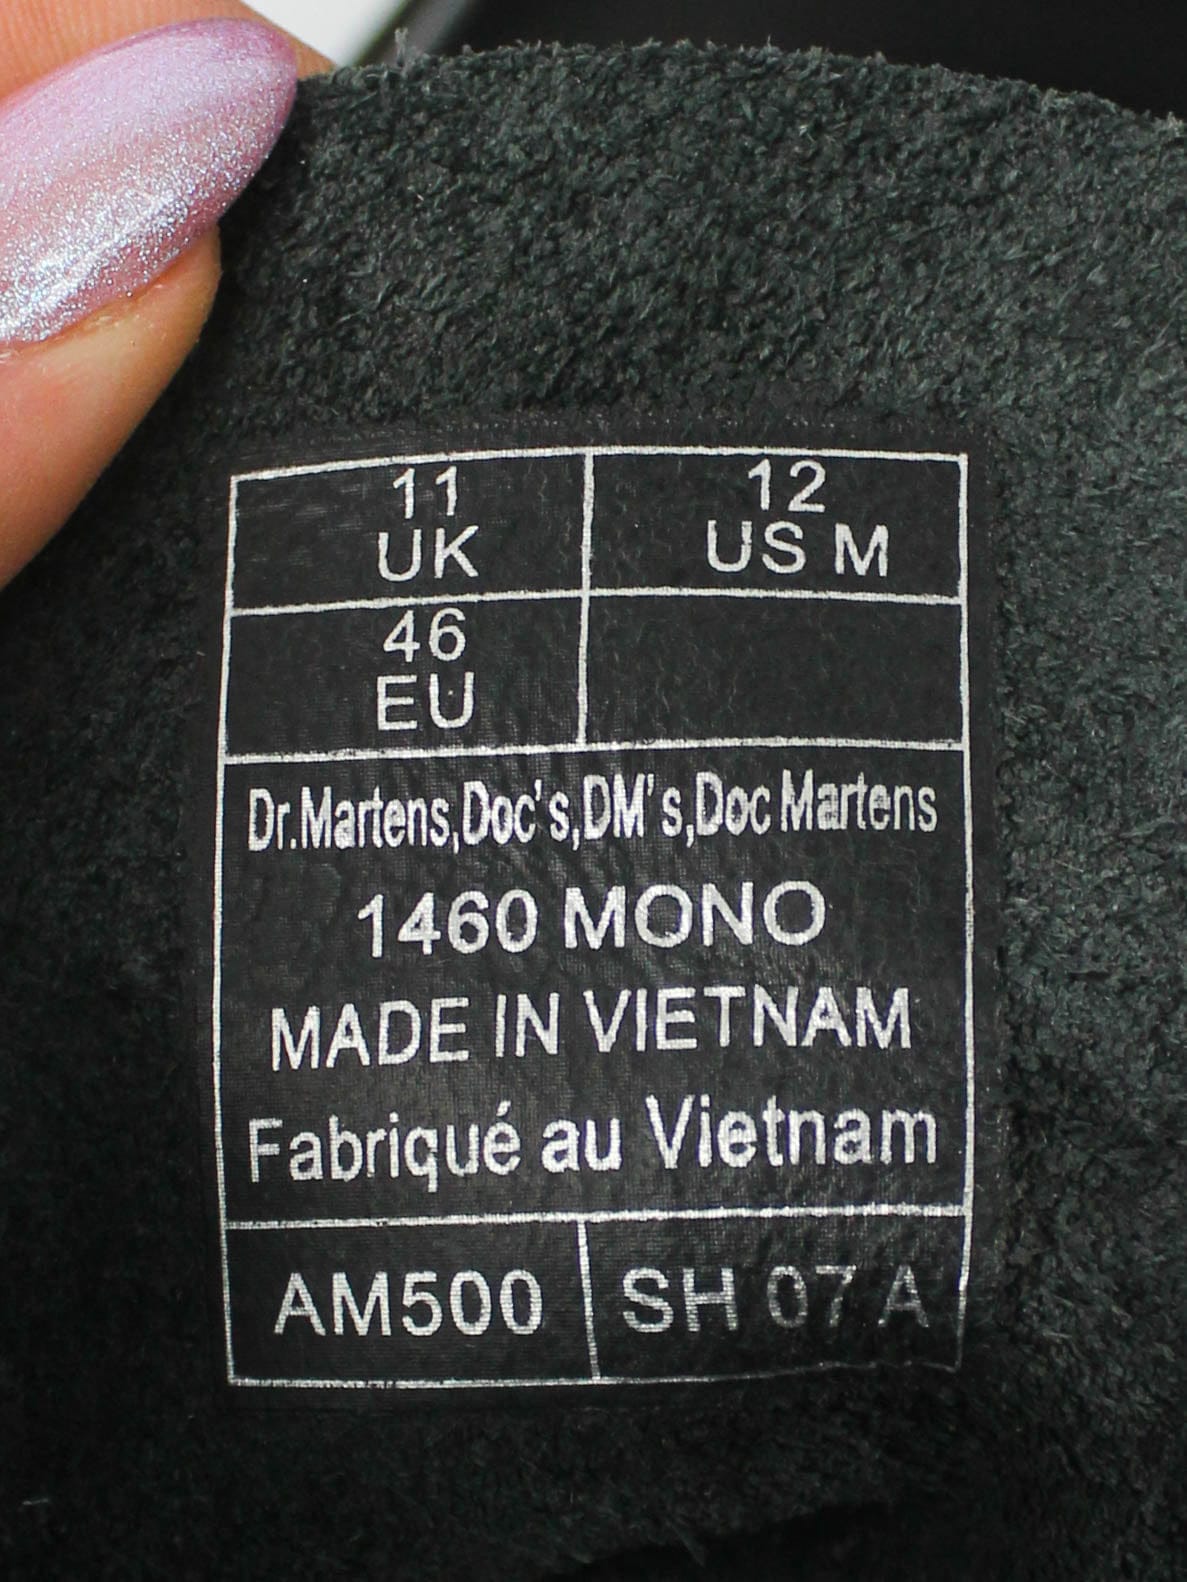 11
UK
12
US M
46
EU
Dr.Martens,Doc's,DM's,Doc Martens
1460 MONO
MADE IN VIETNAM
Fabriqué au Vietnam
AM500
SH 07 A